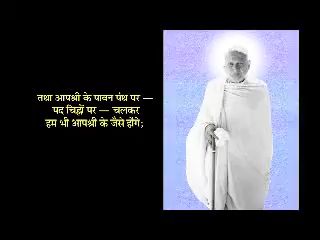 तथा आपश्री के पावन पंथ पर —
पद चिह्नों पर — चलकर
हम भी आपश्री के जैसे होंगे;